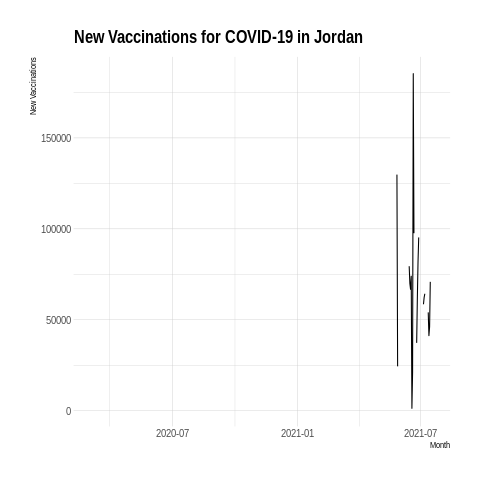 New Vaccinations for COVID-19 in Jordan
New Vaccinations
150000
100000
50000
0
2020-07
2021-01
2021-07
Month